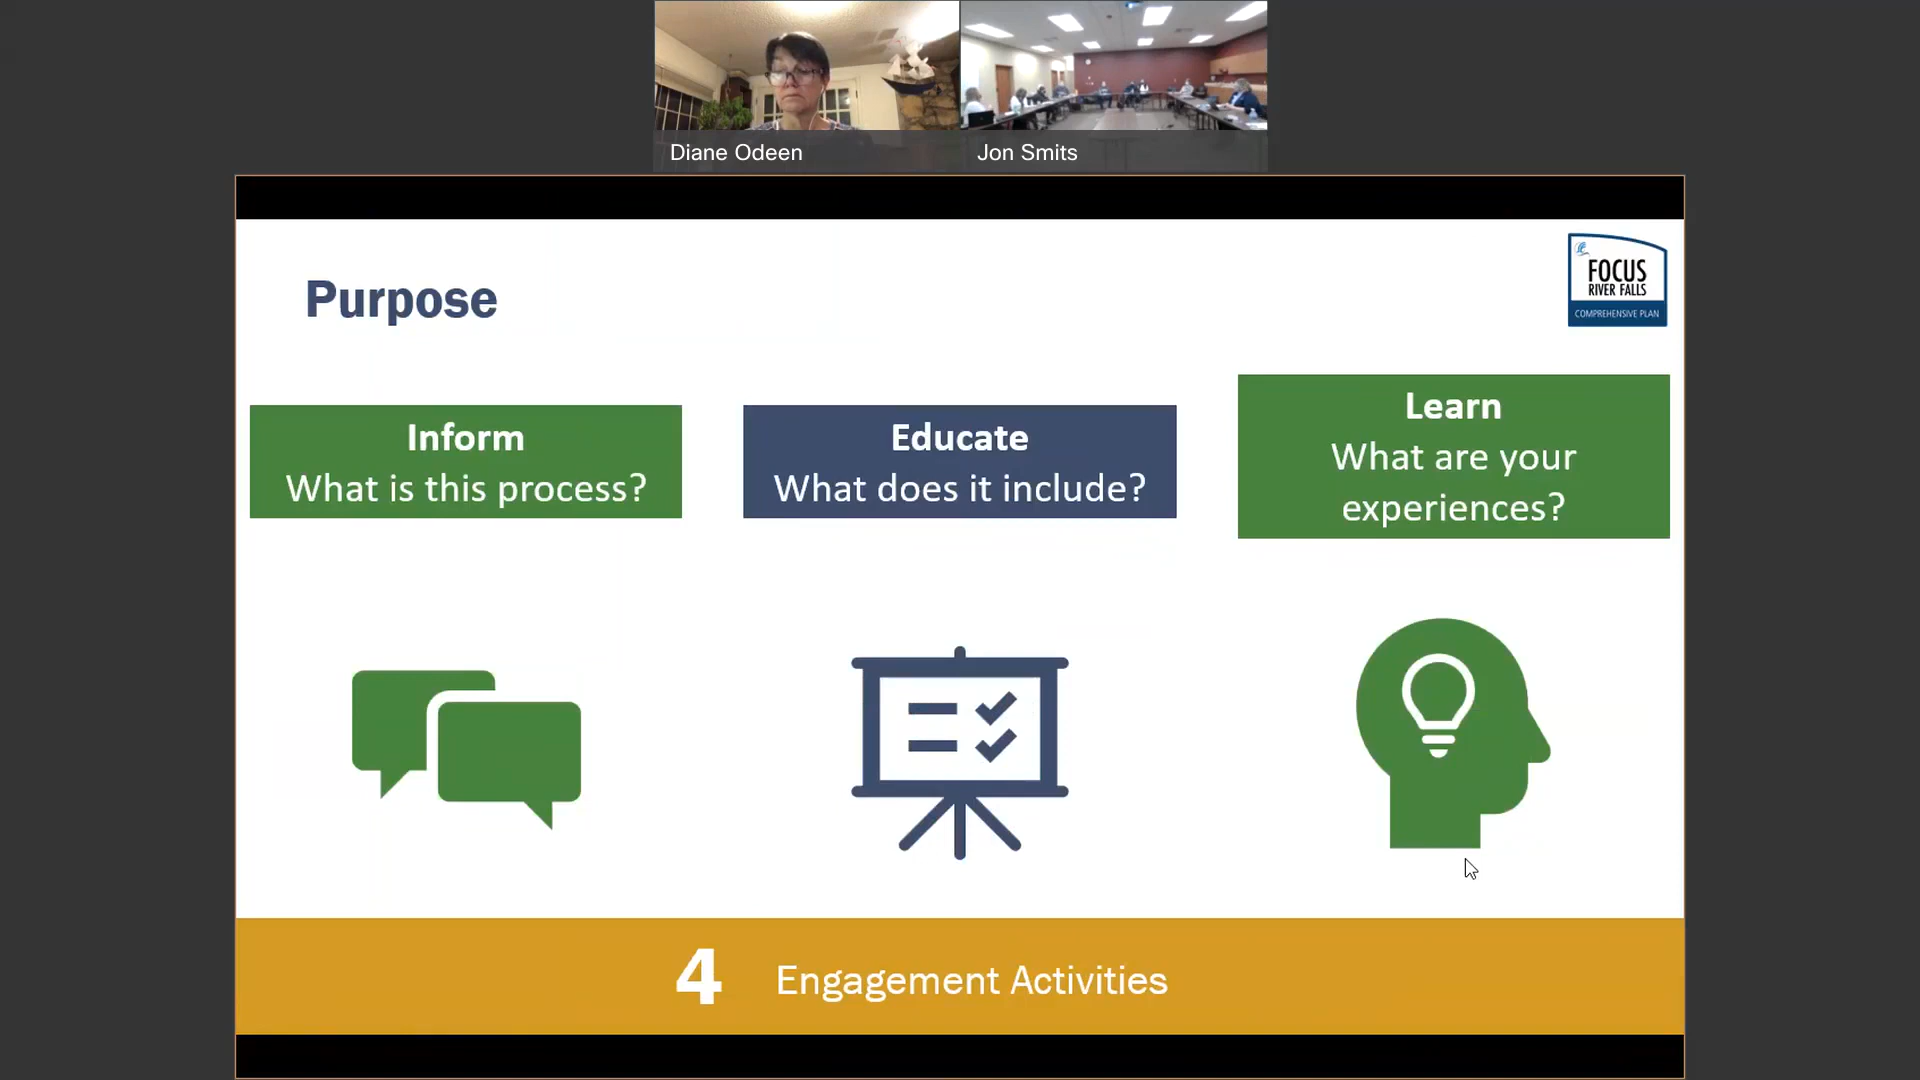 Diane Odeen
Jon Smits
Purpose
FOCUS
RIVER FALLS
COMPREHENSIVE PLAN
Inform
What is this process?
Educate
What does it include?
Learn
What are your
experiences?
4 Engagement Activities